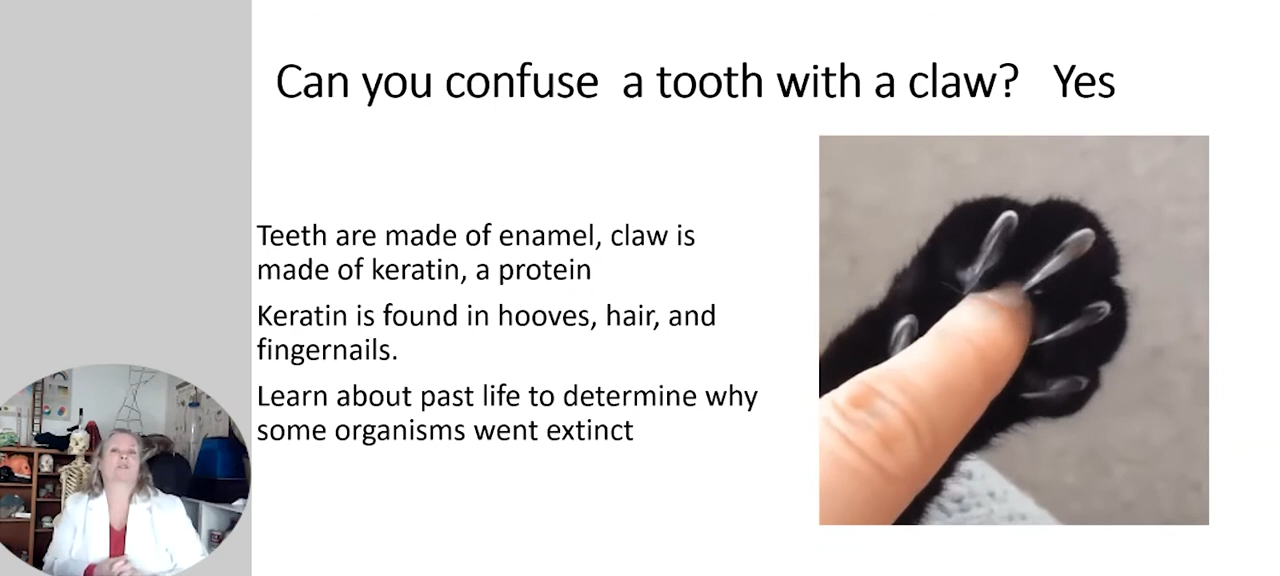 Can you confuse  a tooth with a claw?   Yes
Teeth are made of enamel, claw is
made of keratin, a protein
Keratin is found in hooves, hair, and
fingernails.
Learn about past life to determine why
some organisms went extinct